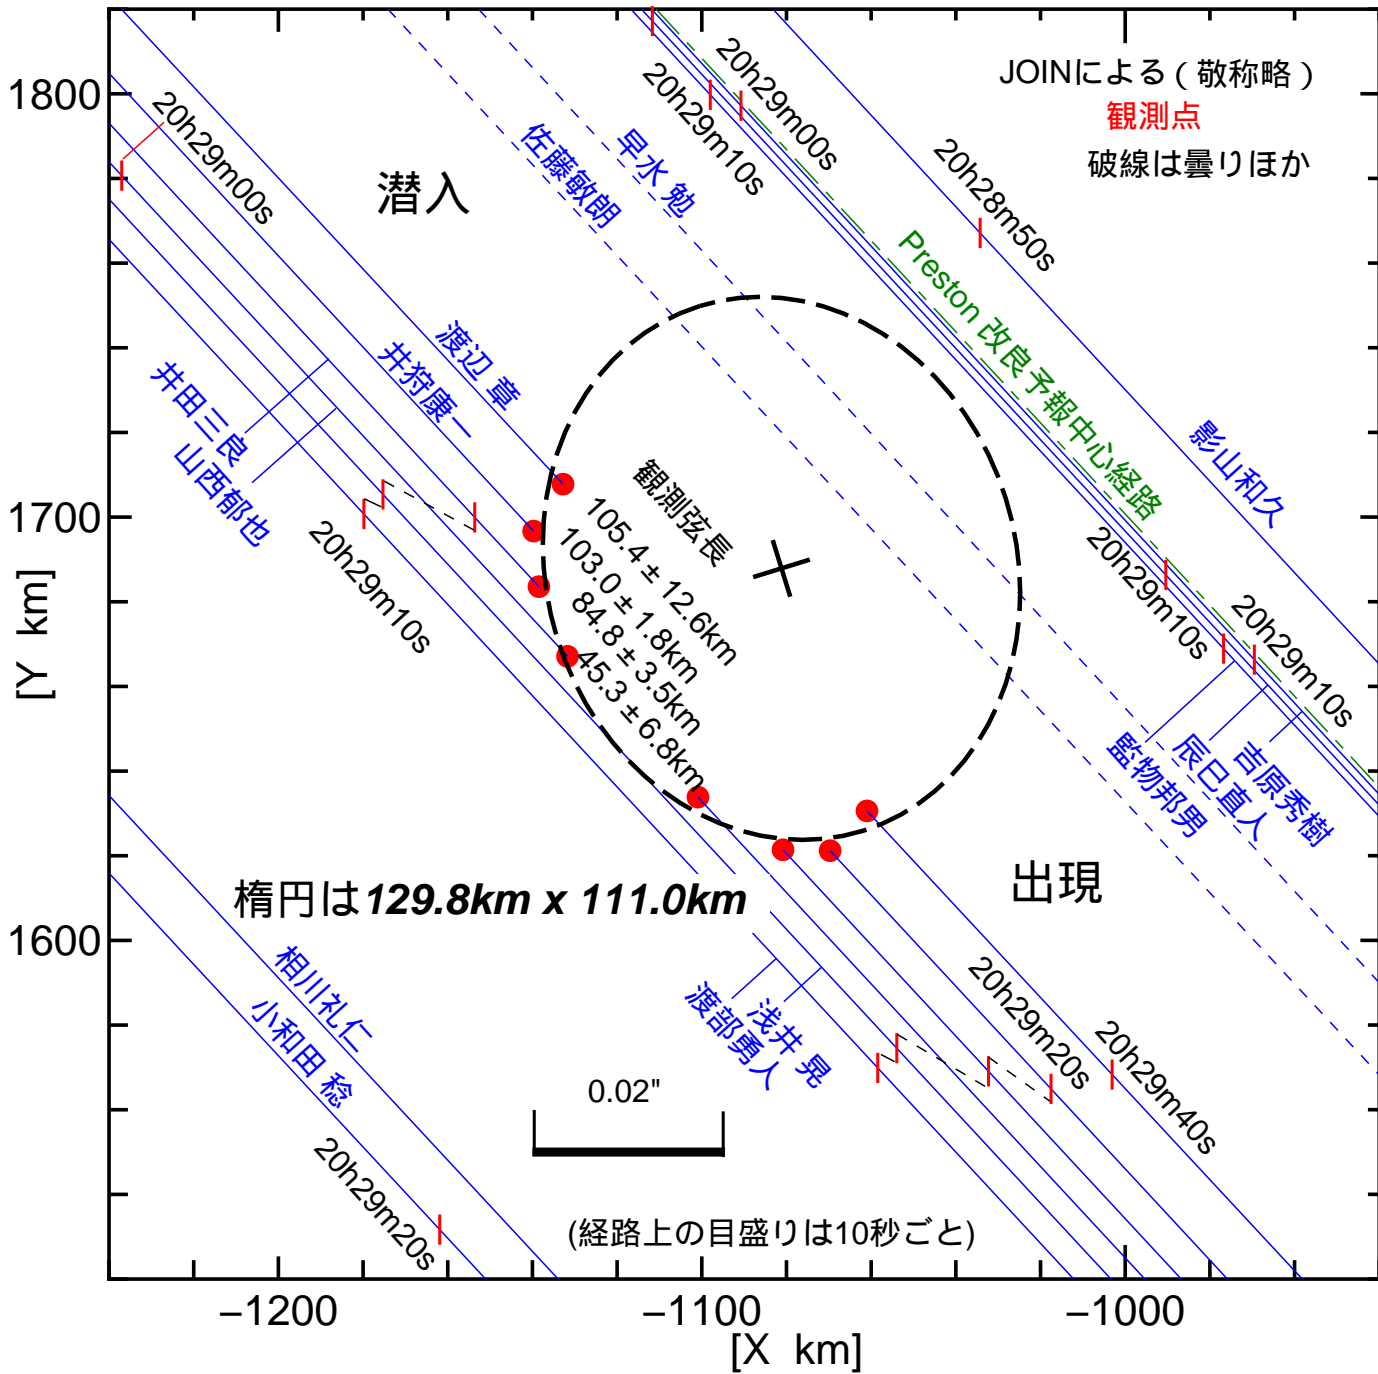 JOINによる ( 敬称略 )
観測点
破線は曇りほか
1800
1700
1600
[Y km]
20h29m00s
潜入
佐藤敏朗
早水 勉
20h29m10s
20h29m00s
20h28m50s
Preston 改良予報中心経路
影山和久
渡辺 章
井狩康一
井田三良
山西郁也
20h29m10s
観測弦長
105.4 ± 12.6km
103.0 ± 1.8km
84.8 ± 3.5km
45.3 ± 6.8km
20h29m10s
20h29m10s
監物邦男
辰巳直人
吉原秀樹
出現
楕円は129.8km x 111.0km
相川礼仁
小和田 稔
渡部勇人
浅井 晃
20h29m20s
20h29m40s
0.02"
20h29m20s
(経路上の目盛りは10秒ごと)
−1200
−1100
−1000
[X km]